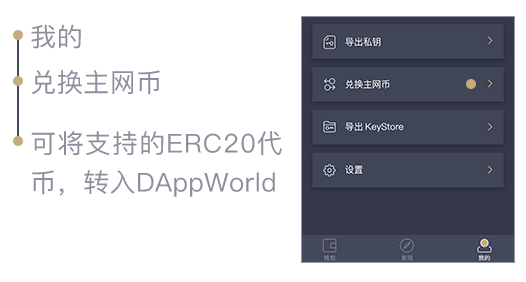 我的
兑换主网币
可将支持的ERC20代
币，转入DAppWorld
导出私钥
兑换主网币
导出 KeyStore
设置
钱包
发现
我的